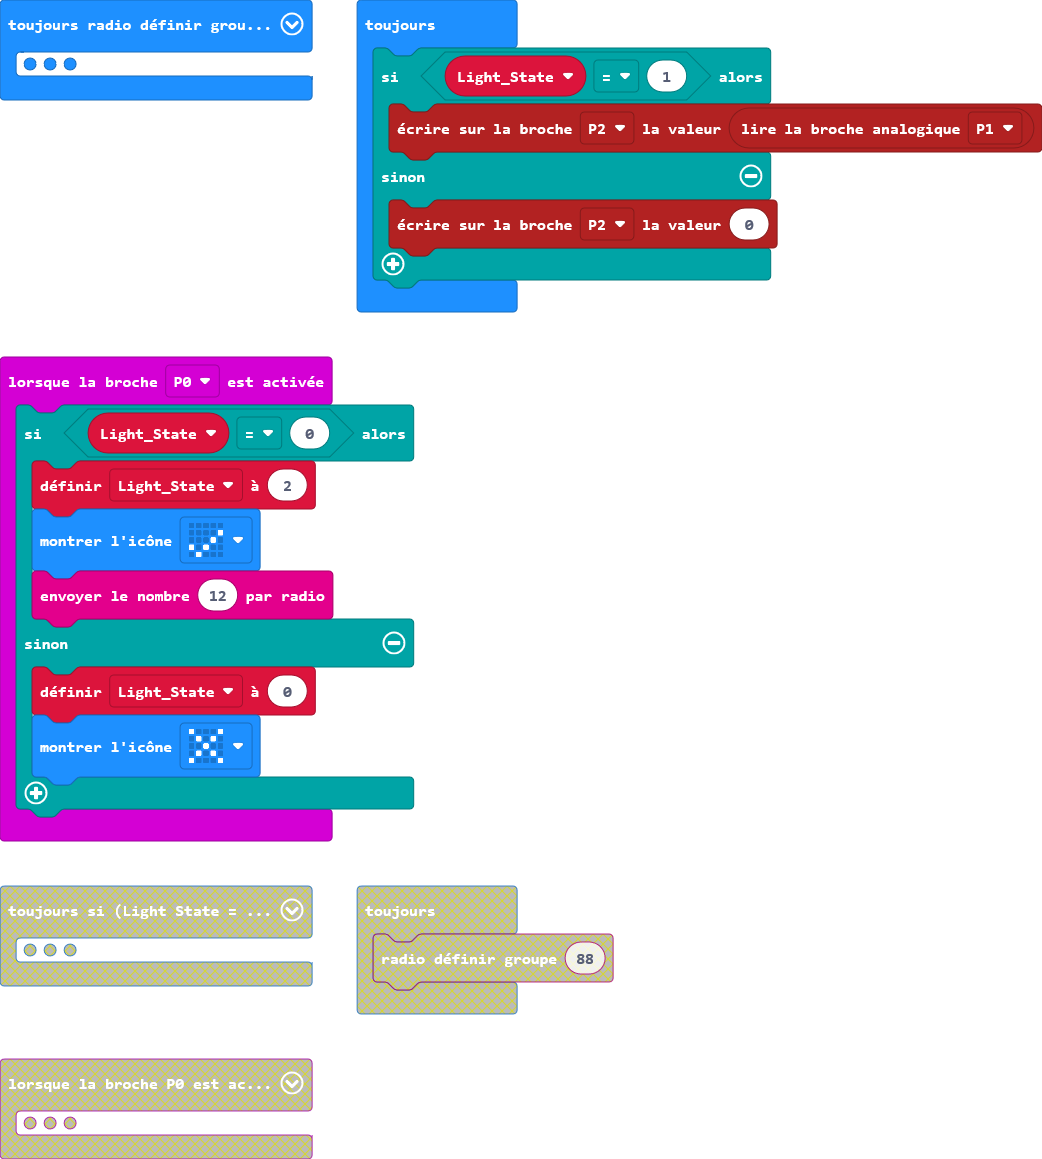 toujours radio définir grou...
toujours
si Light_State = 1 alors
écrire sur la broche P2 la valeur lire la broche analogique P1
sinon
écrire sur la broche P2 la valeur 0
lorsque la broche P0 est activée
si Light_State = 0 alors
définir Light_State à 2
montrer l'icône
envoyer le nombre 12 par radio
sinon
définir Light_State à 0
montrer l'icône
toujours si (Light State = ...
toujours
radio définir groupe 88
lorsque la broche P0 est ac...